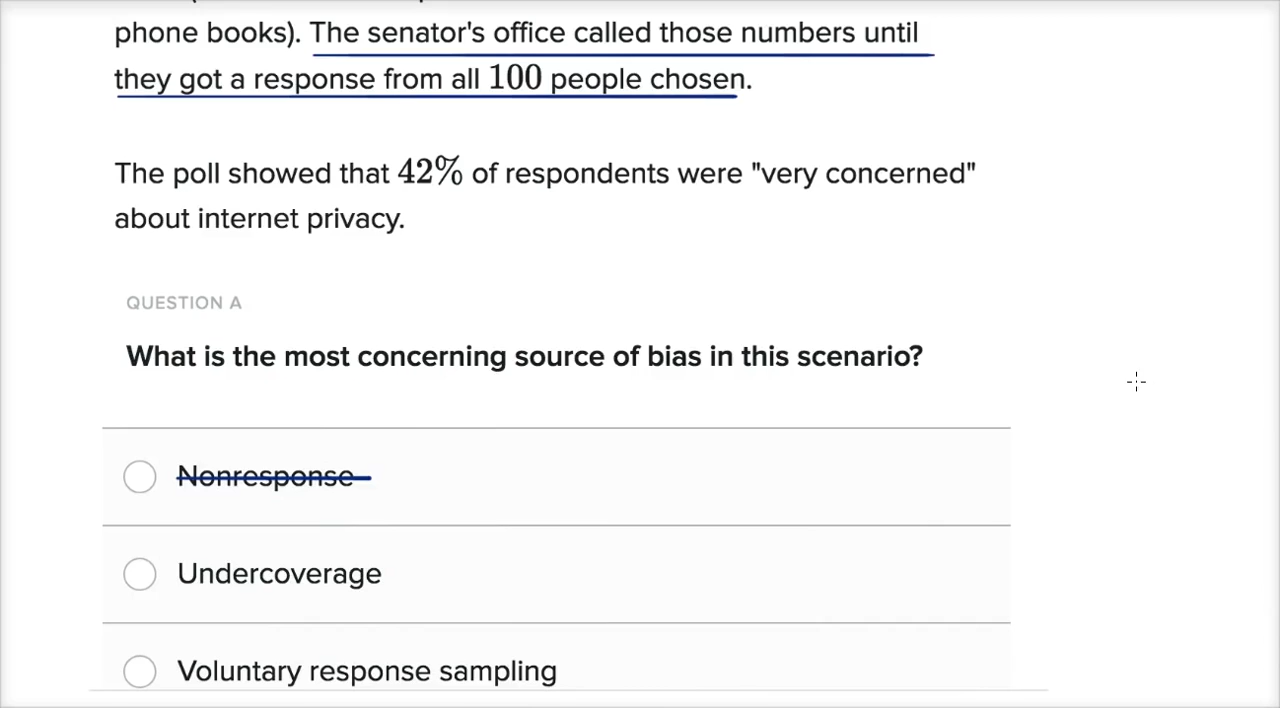 phone books). The senator's office called those numbers until
they got a response from all 100 people chosen.
The poll showed that 42% of respondents were "very concerned"
about internet privacy.
QUESTION A
What is the most concerning source of bias in this scenario?
Nonresponse
Undercoverage
Voluntary response sampling